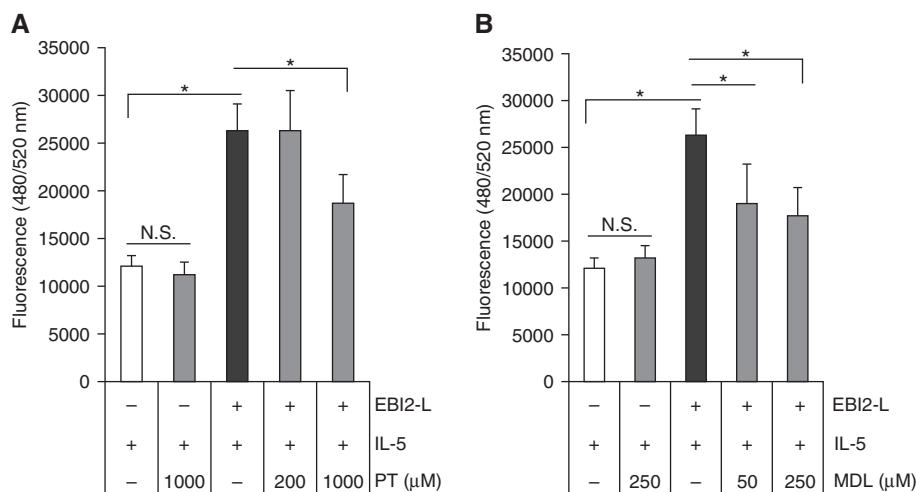 A
Fluorescence (480/520 nm)
35000
30000
25000
20000
15000
10000
5000
0
*
*
N.S.
– – + + + EBI2-L
+ + + + + IL-5
– 1000 – 200 1000 PT (μM)
B
Fluorescence (480/520 nm)
35000
30000
25000
20000
15000
10000
5000
0
*
*
*
N.S.
– – + + + EBI2-L
+ + + + + IL-5
– 250 – 50 250 MDL (μM)